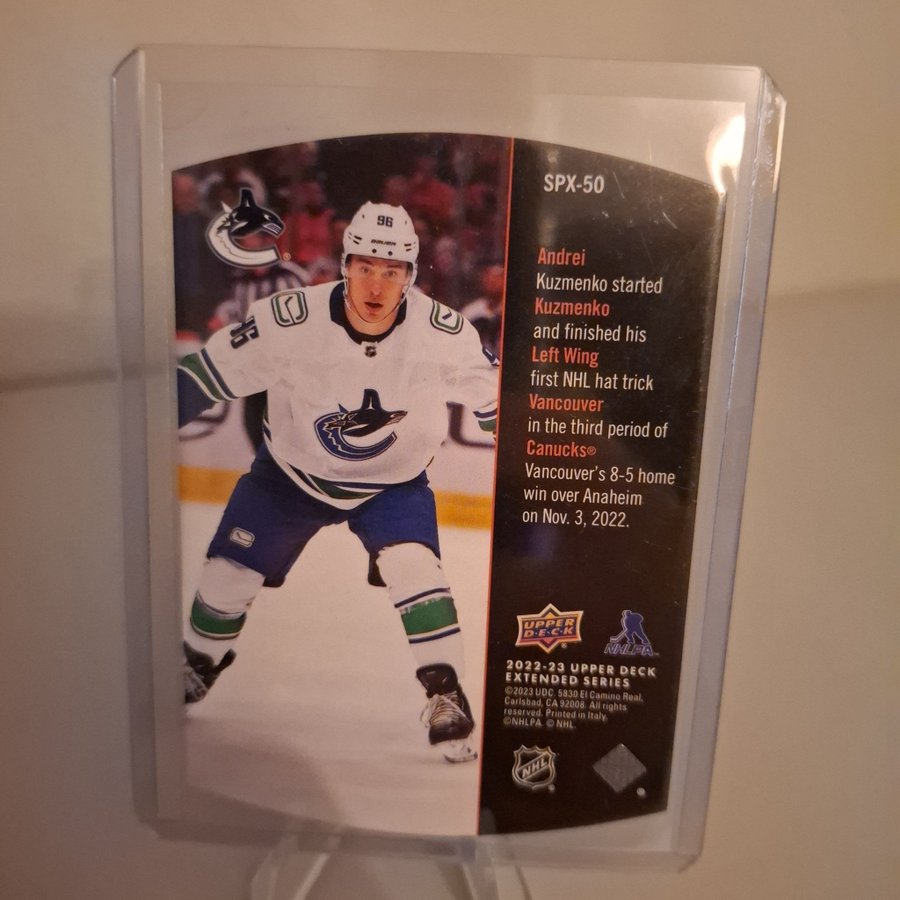 SPX-50
Andrei
Kuzmenko started
Kuzmenko
and finished his
Left Wing
first NHL hat trick
Vancouver
in the third period of
Canucks®
Vancouver's 8-5 home
win over Anaheim
on Nov. 3, 2022.
96
BAUER
96
UPPER
D·E·C·K
NHLPA
2022-23 UPPER DECK
EXTENDED SERIES
©2023 UDC. 5830 El Camino Real,
Carlsbad, CA 92008. All rights
reserved. Printed in Italy.
©NHLPA. © NHL.
NHL